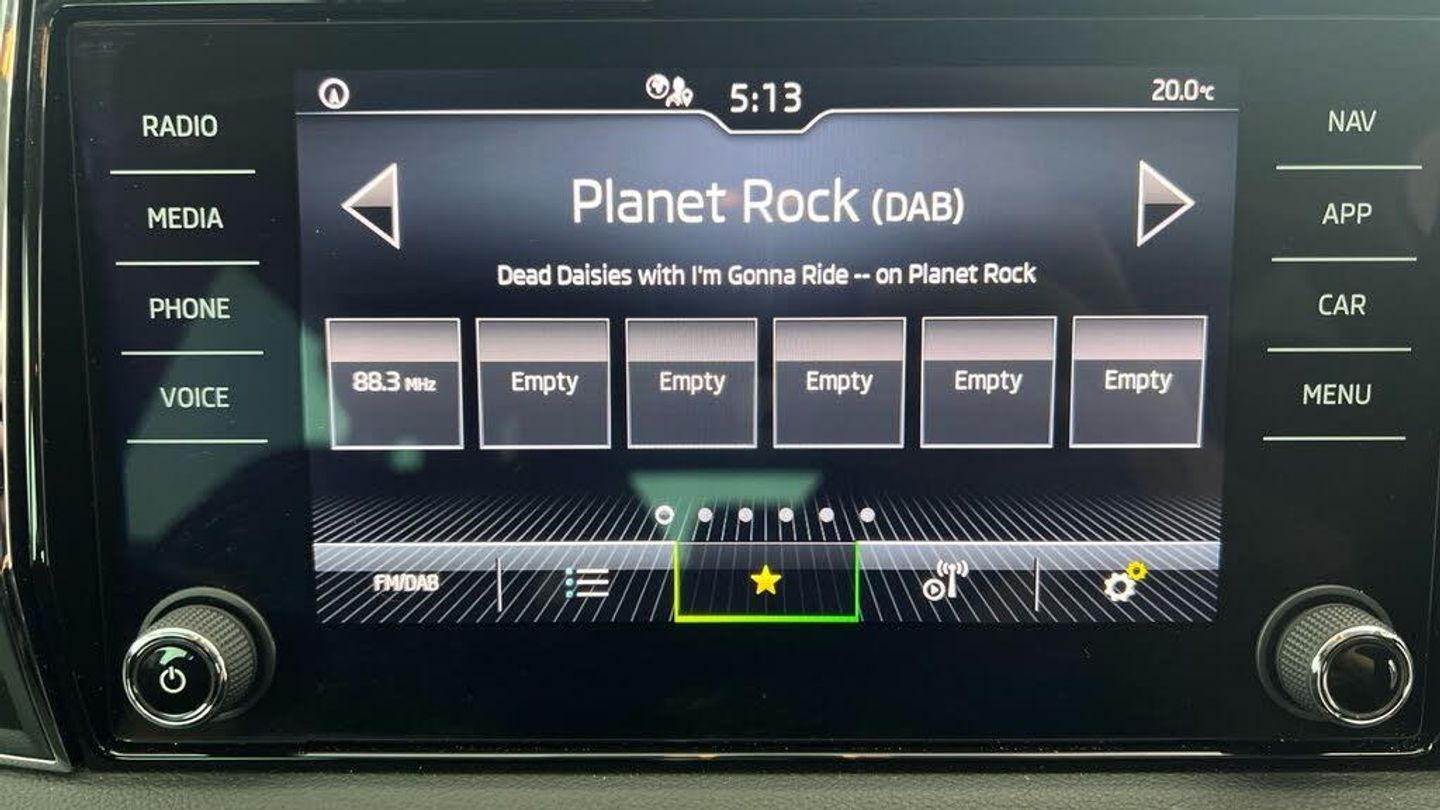 RADIO
MEDIA
PHONE
VOICE
5:13
20.0°C
Planet Rock (DAB)
Dead Daisies with I'm Gonna Ride -- on Planet Rock
88.3 MHz
Empty
Empty
Empty
Empty
Empty
FM/DAB
NAV
APP
CAR
MENU